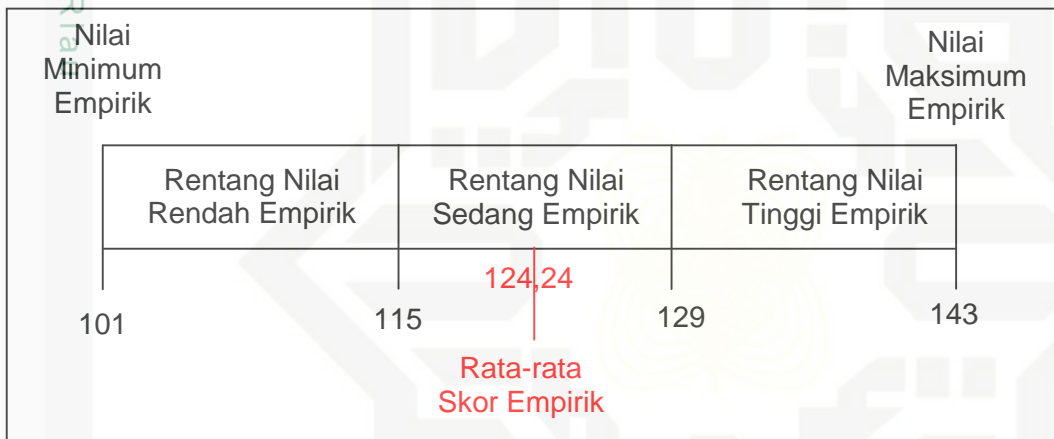 Nilai
Minimum
Empirik
Nilai
Maksimum
Empirik
Rentang Nilai
Rendah Empirik
Rentang Nilai
Sedang Empirik
Rentang Nilai
Tinggi Empirik
124,24
101
115
129
143
Rata-rata
Skor Empirik